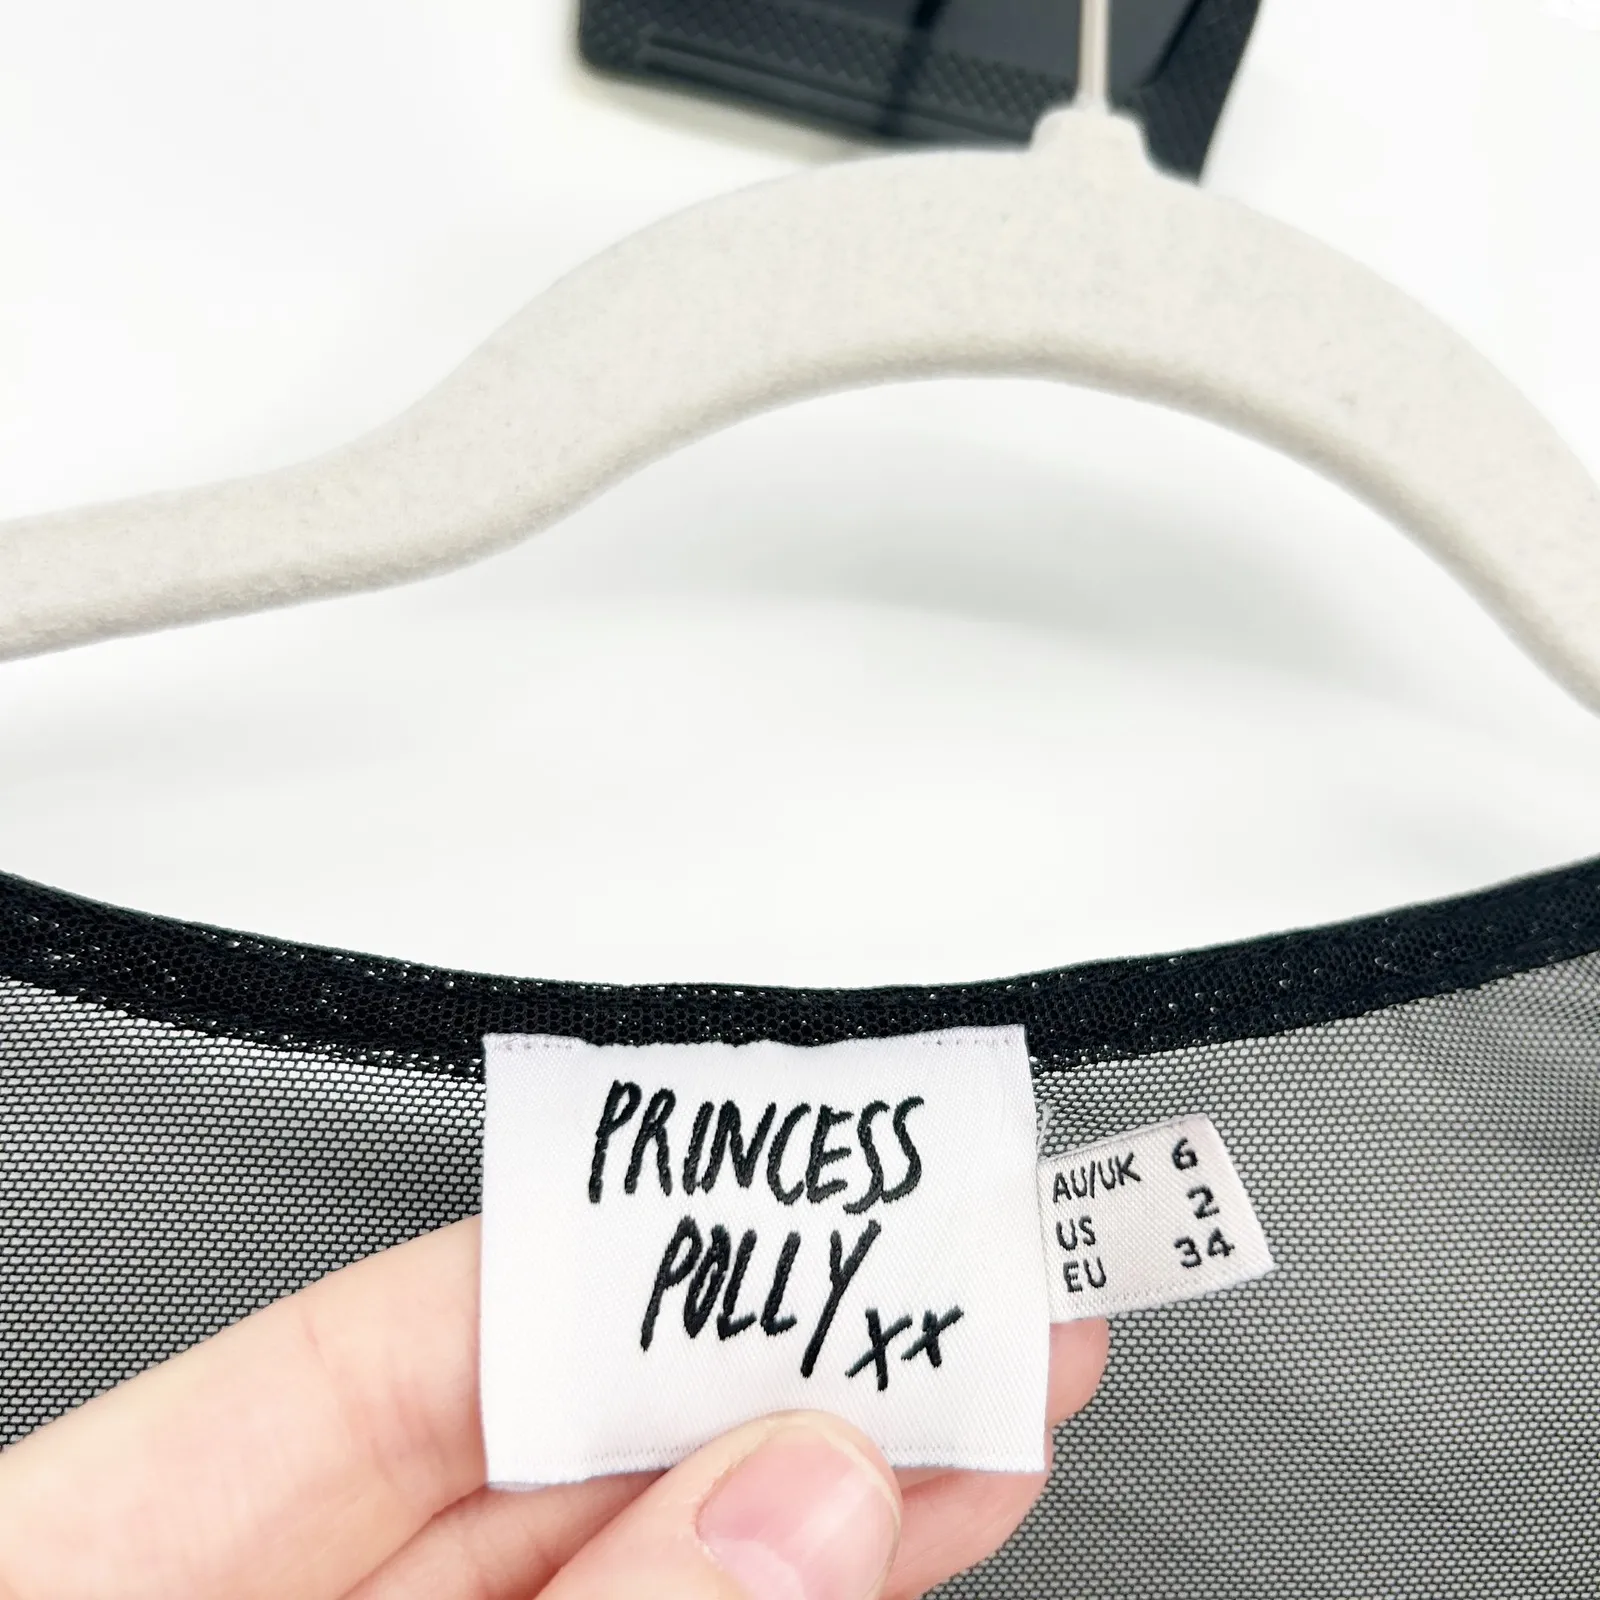 PRINCESS
POLLY xx
AU/UK 6
US 2
EU 34